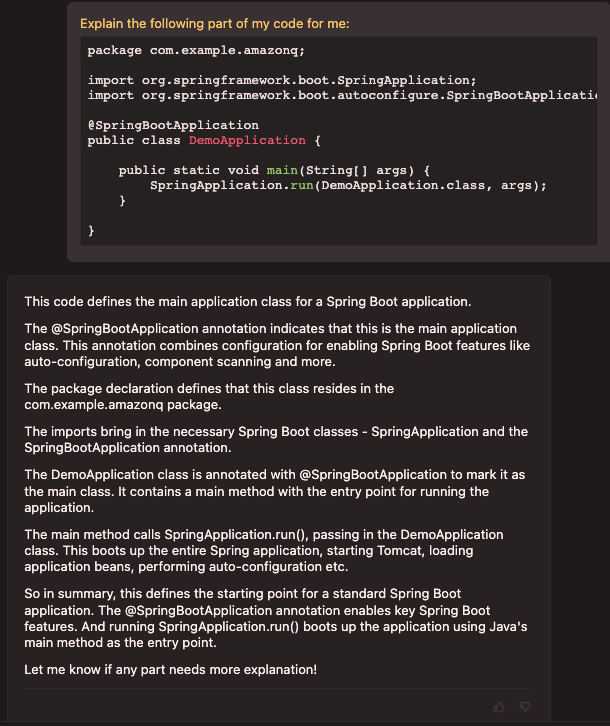 Explain the following part of my code for me:
package com.example.amazonq;
import org.springframework.boot.SpringApplication;
import org.springframework.boot.autoconfigure.SpringBootApplicati
@SpringBootApplication
public class DemoApplication {
public static void main(String[] args) {
SpringApplication.run(DemoApplication.class, args);
}
}
This code defines the main application class for a Spring Boot application.
The @SpringBootApplication annotation indicates that this is the main application
class. This annotation combines configuration for enabling Spring Boot features like
auto-configuration, component scanning and more.
The package declaration defines that this class resides in the
com.example.amazonq package.
The imports bring in the necessary Spring Boot classes - SpringApplication and the
SpringBootApplication annotation.
The DemoApplication class is annotated with @SpringBootApplication to mark it as
the main class. It contains a main method with the entry point for running the
application.
The main method calls SpringApplication.run(), passing in the DemoApplication
class. This boots up the entire Spring application, starting Tomcat, loading
application beans, performing auto-configuration etc.
So in summary, this defines the starting point for a standard Spring Boot
application. The @SpringBootApplication annotation enables key Spring Boot
features. And running SpringApplication.run() boots up the application using Java's
main method as the entry point.
Let me know if any part needs more explanation!